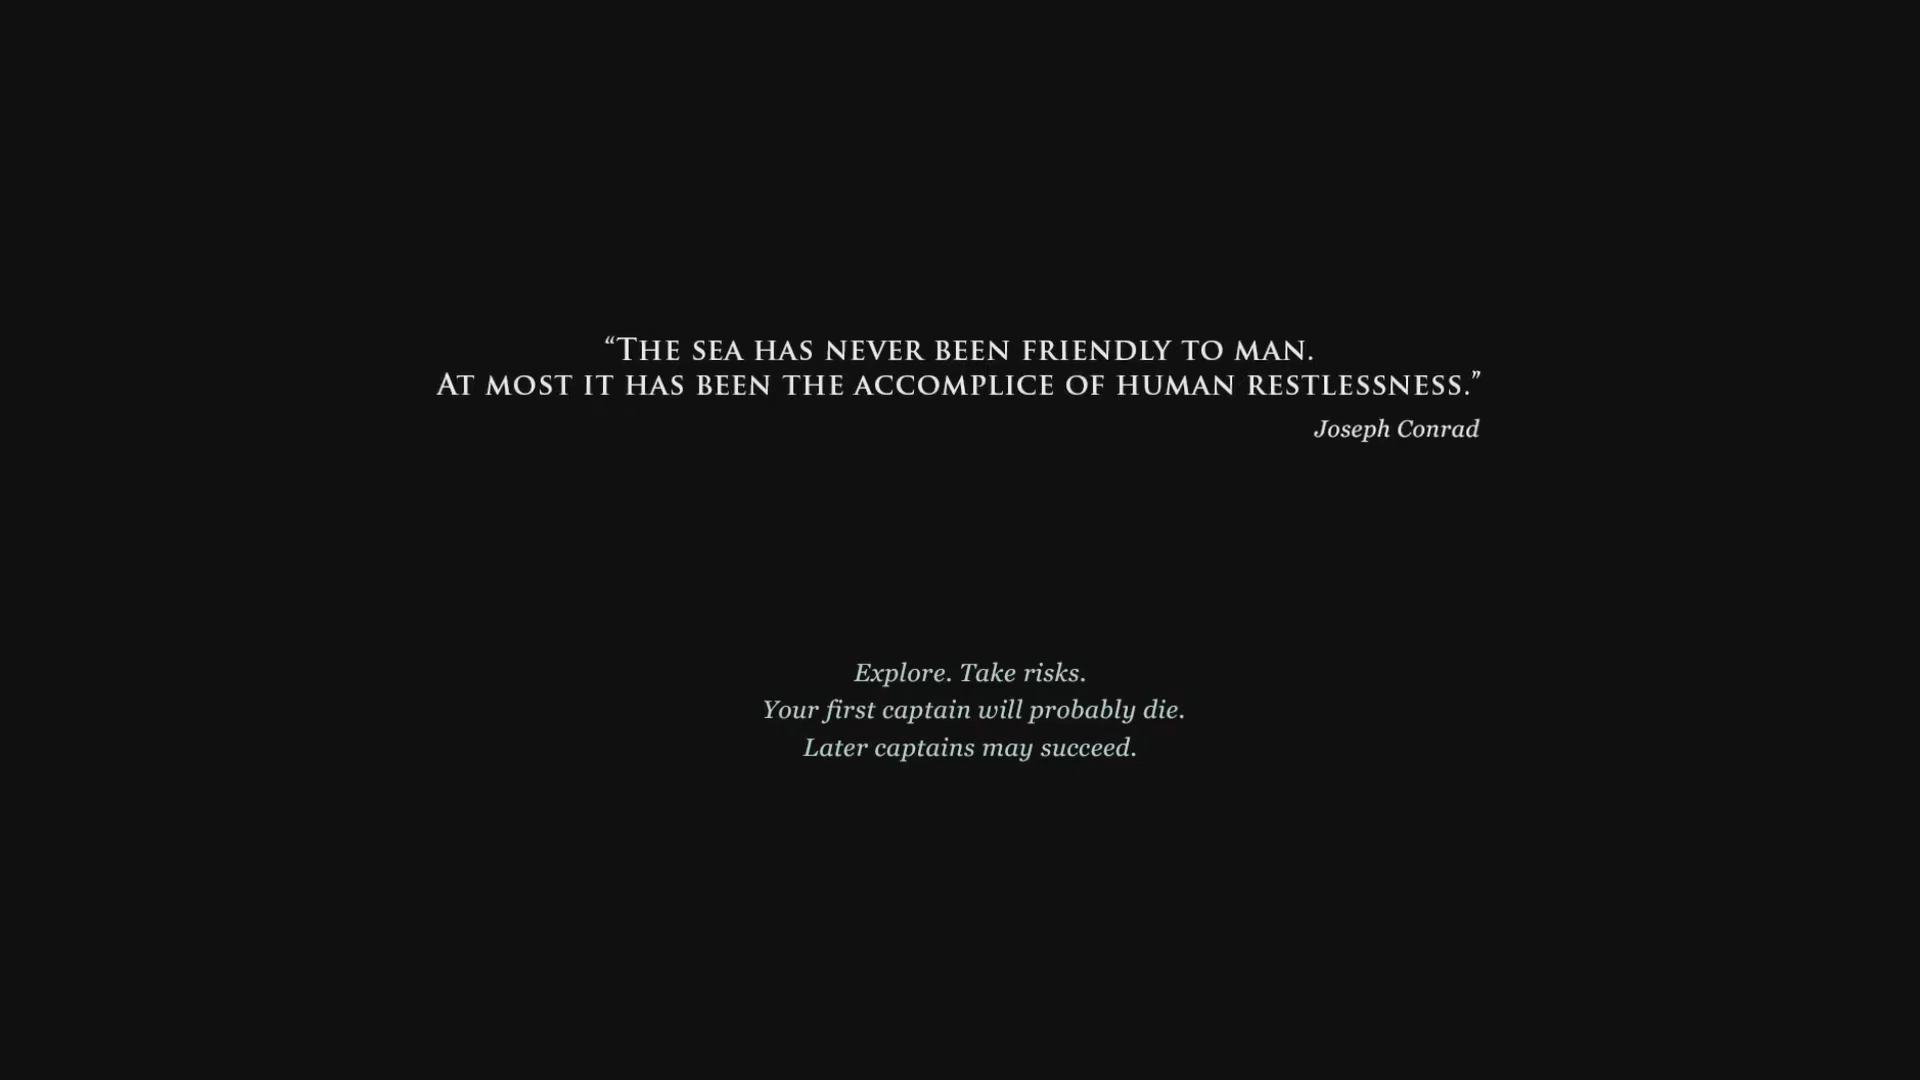 “The sea has never been friendly to man.
At most it has been the accomplice of human restlessness.”
Joseph Conrad
Explore. Take risks.
Your first captain will probably die.
Later captains may succeed.